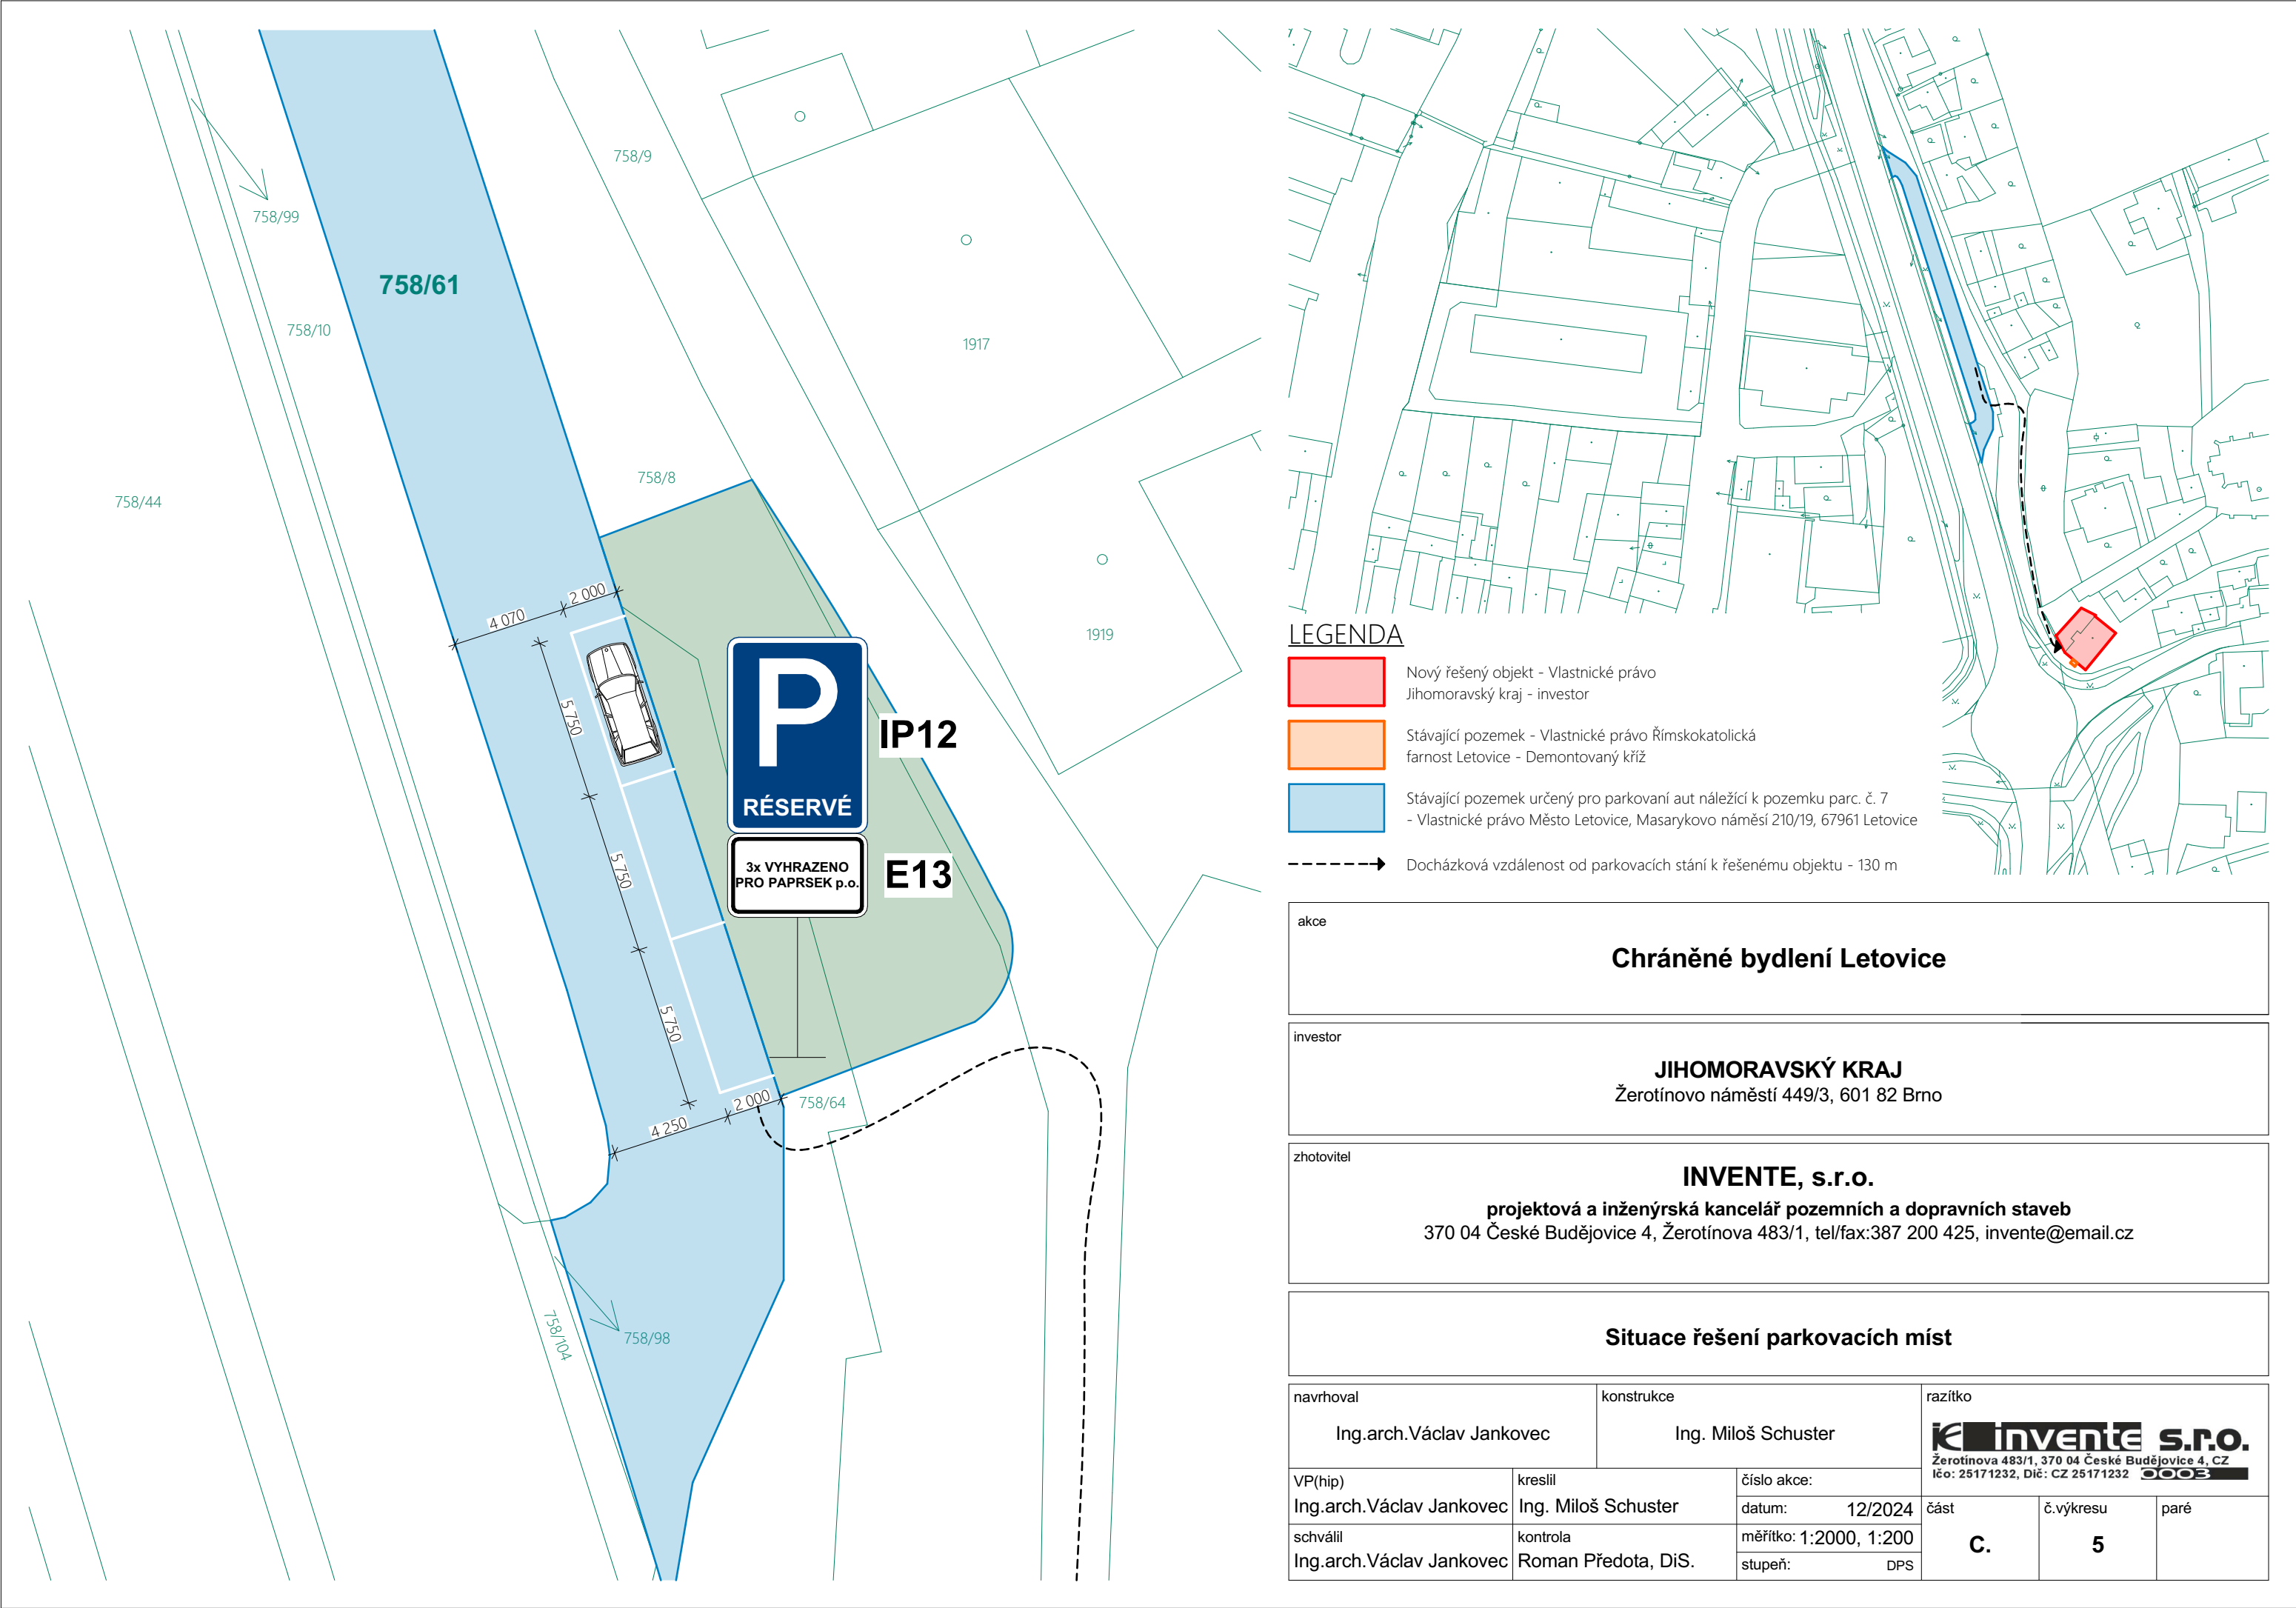 758/9
758/99
758/61
758/10
1917
758/8
758/44
4 070
2 000
5 750
5 750
5 750
1919
P
RÉSERVÉ
IP12
3x VYHRAZENO
PRO PAPRSEK p.o.
E13
4 250
2 000
758/64
758/104
758/98
LEGENDA
Nový řešený objekt - Vlastnické právo
Jihomoravský kraj - investor
Stávající pozemek - Vlastnické právo Římskokatolická
farnost Letovice - Demontovaný kříž
Stávající pozemek určený pro parkovaní aut náležící k pozemku parc. č. 7
- Vlastnické právo Město Letovice, Masarykovo náměsí 210/19, 67961 Letovice
Docházková vzdálenost od parkovacích stání k řešenému objektu - 130 m
akce
Chráněné bydlení Letovice
investor
JIHOMORAVSKÝ KRAJ
Žerotínovo náměstí 449/3, 601 82 Brno
zhotovitel
INVENTE, s.r.o.
projektová a inženýrská kancelář pozemních a dopravních staveb
370 04 České Budějovice 4, Žerotínova 483/1, tel/fax:387 200 425, invente@email.cz
Situace řešení parkovacích míst
navrhoval
Ing.arch.Václav Jankovec
konstrukce
Ing. Miloš Schuster
razítko
invente s.r.o.
Žerotínova 483/1, 370 04 České Budějovice 4, CZ
Ičo: 25171232, Dič: CZ 25171232 0003
VP(hip)
Ing.arch.Václav Jankovec
kreslil
Ing. Miloš Schuster
číslo akce:
datum: 12/2024
schválil
Ing.arch.Václav Jankovec
kontrola
Roman Předota, DiS.
měřítko: 1:2000, 1:200
stupeň: DPS
část
C.
č.výkresu
5
paré